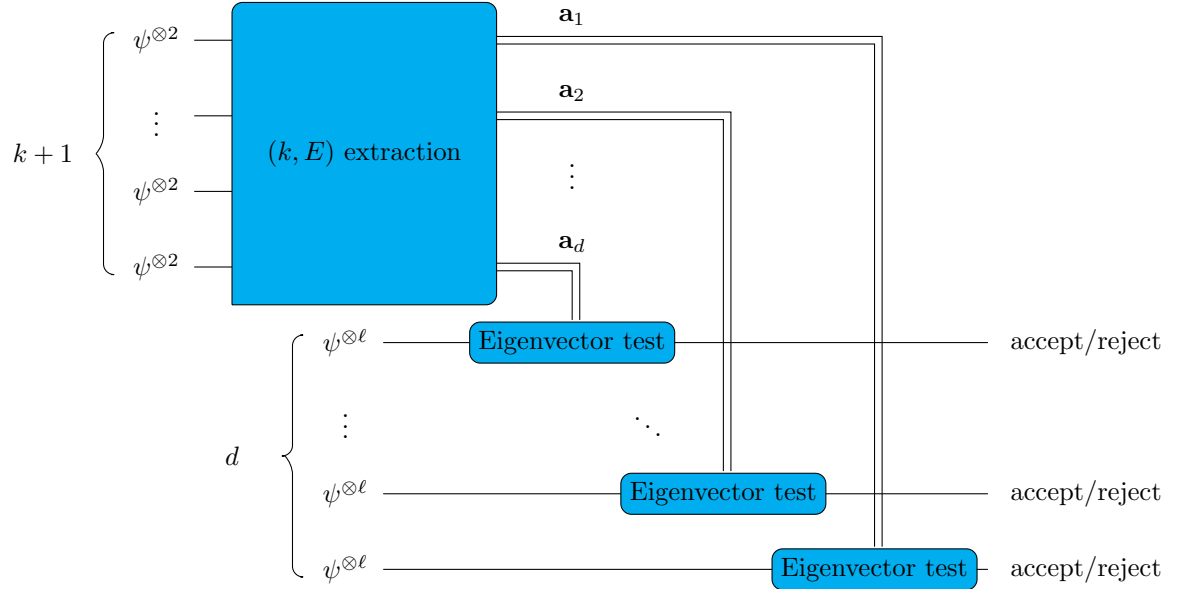 a₁
ψ^⊗2
a₂
⋮
k + 1
(k, E) extraction
⋮
ψ^⊗2
a_d
ψ^⊗2
ψ^⊗ℓ Eigenvector test accept/reject
⋮ ⋱
d
ψ^⊗ℓ Eigenvector test accept/reject
ψ^⊗ℓ Eigenvector test accept/reject